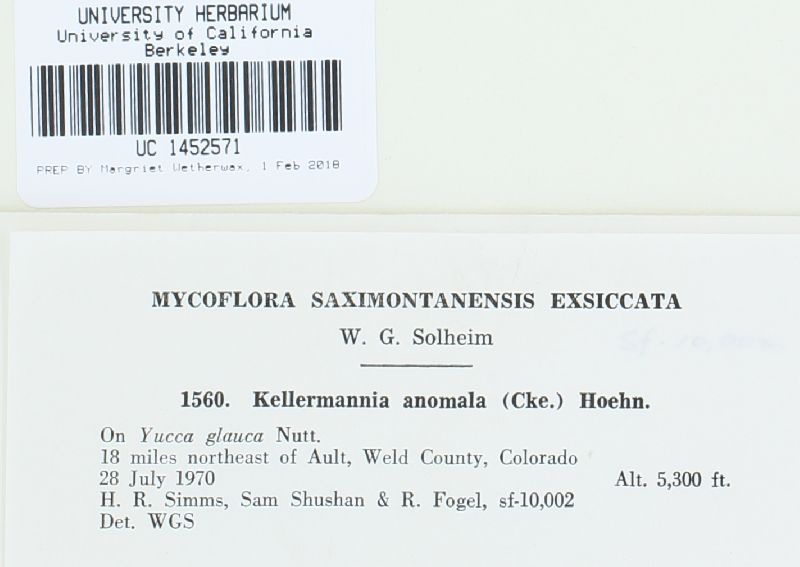 UNIVERSITY HERBARIUM
University of California
Berkeley
UC 1452571
PREP BY Margriet Wetherwax, 1 Feb 2018
MYCOFLORA SAXIMONTANENSIS EXSICCATA
W. G. Solheim
1560. Kellermannia anomala (Cke.) Hoehn.
On Yucca glauca Nutt.
18 miles northeast of Ault, Weld County, Colorado
28 July 1970 Alt. 5,300 ft.
H. R. Simms, Sam Shushan & R. Fogel, sf-10,002
Det. WGS